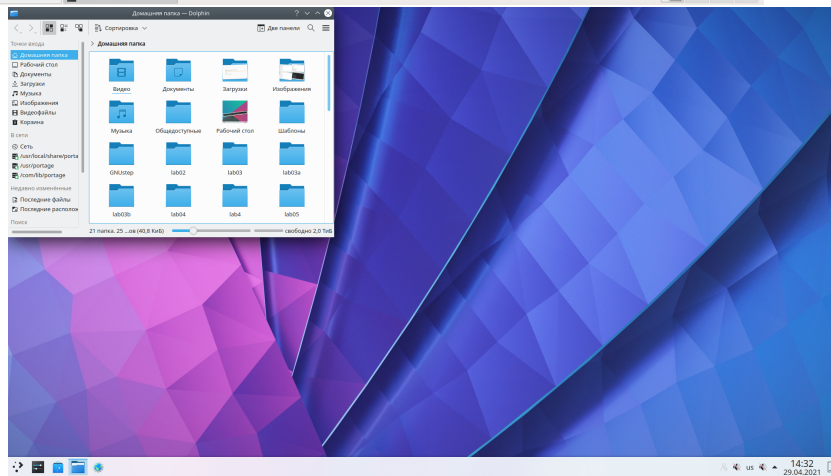 Домашняя папка — Dolphin
Сортировка
Две панели
Точки входа
Домашняя папка
Рабочий стол
Документы
Загрузки
Музыка
Изображения
Видеофайлы
Корзина
В сети
Сеть
/usr/local/share/porta
/usr/portage
/com/lib/portage
Недавно изменённые
Последние файлы
Последние располож
Поиск
Домашняя папка
Видео
Документы
Загрузки
Изображения
Музыка
Общедоступные
Рабочий стол
Шаблоны
GNUstep
lab02
lab03
lab03a
lab03b
lab04
lab4
lab05
21 папка. 25 ...ов (40,8 КиБ)
свободно 2,0 ТиБ
us
14:32
29.04.2021